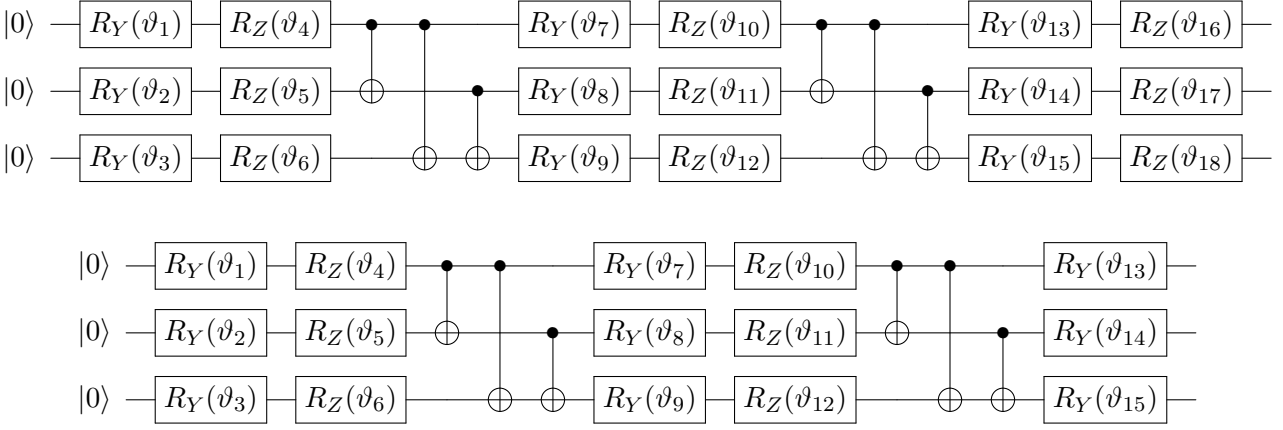 |0⟩ R_Y(ϑ_1) R_Z(ϑ_4) R_Y(ϑ_7) R_Z(ϑ_10) R_Y(ϑ_13) R_Z(ϑ_16)
|0⟩ R_Y(ϑ_2) R_Z(ϑ_5) R_Y(ϑ_8) R_Z(ϑ_11) R_Y(ϑ_14) R_Z(ϑ_17)
|0⟩ R_Y(ϑ_3) R_Z(ϑ_6) R_Y(ϑ_9) R_Z(ϑ_12) R_Y(ϑ_15) R_Z(ϑ_18)
|0⟩ R_Y(ϑ_1) R_Z(ϑ_4) R_Y(ϑ_7) R_Z(ϑ_10) R_Y(ϑ_13)
|0⟩ R_Y(ϑ_2) R_Z(ϑ_5) R_Y(ϑ_8) R_Z(ϑ_11) R_Y(ϑ_14)
|0⟩ R_Y(ϑ_3) R_Z(ϑ_6) R_Y(ϑ_9) R_Z(ϑ_12) R_Y(ϑ_15)